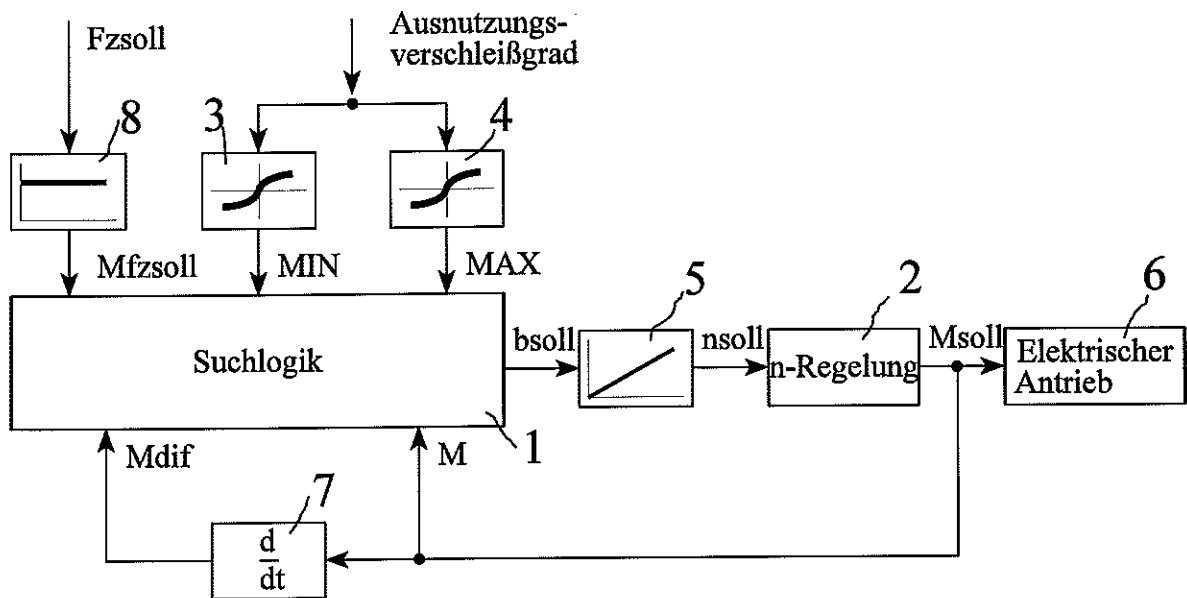 Fzsoll
Ausnutzungs-
verschleißgrad
8
3
4
Mfzsoll
MIN
MAX
5
2
6
Suchlogik
bsoll
nsoll
n-Regelung
Msoll
Elektrischer
Antrieb
1
Mdif
M
7
d
dt